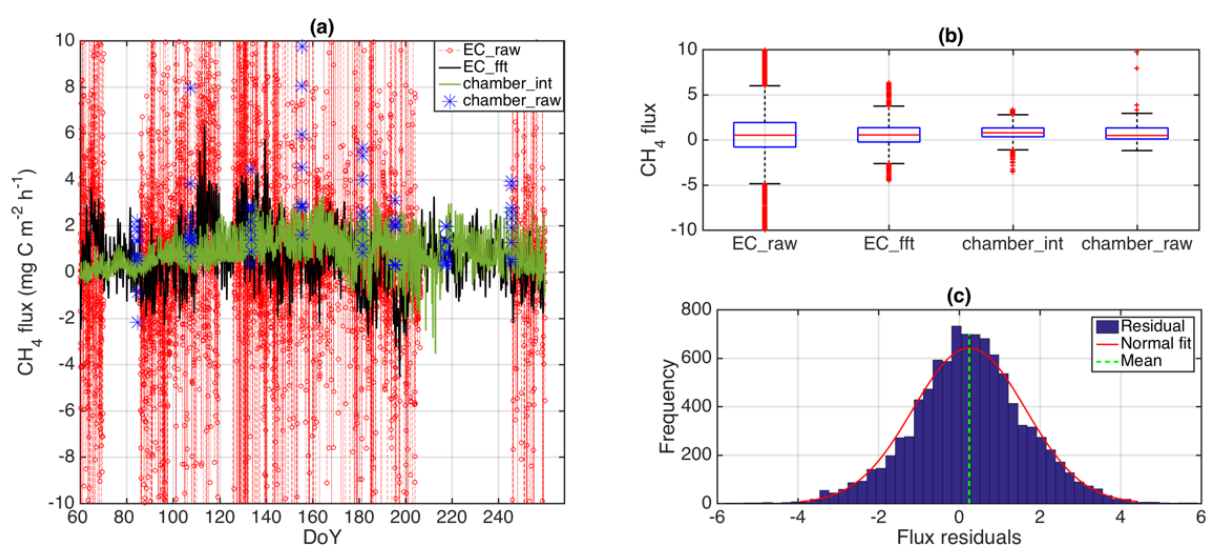 (a)
CH4 flux (mg C m-2 h-1)
10
8
6
4
2
0
-2
-4
-6
-8
-10
EC_raw
EC_fft
chamber_int
chamber_raw
60 80 100 120 140 160 180 200 220 240
DoY
(b)
CH4 flux
10
5
0
-5
-10
EC_raw EC_fft chamber_int chamber_raw
(c)
Frequency
800
600
400
200
0
Residual
Normal fit
Mean
-6 -4 -2 0 2 4 6
Flux residuals